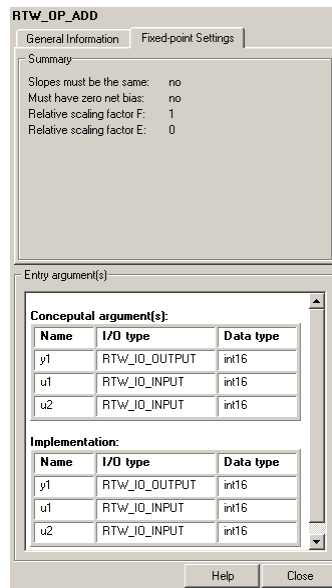 RTW_OP_ADD
General Information Fixed-point Settings
Summary
Slopes must be the same: no
Must have zero net bias: no
Relative scaling factor F: 1
Relative scaling factor E: 0
Entry argument(s)
Conceputal argument(s):
Name I/O type Data type
y1 RTW_IO_OUTPUT int16
u1 RTW_IO_INPUT int16
u2 RTW_IO_INPUT int16
Implementation:
Name I/O type Data type
y1 RTW_IO_OUTPUT int16
u1 RTW_IO_INPUT int16
u2 RTW_IO_INPUT int16
Help Close